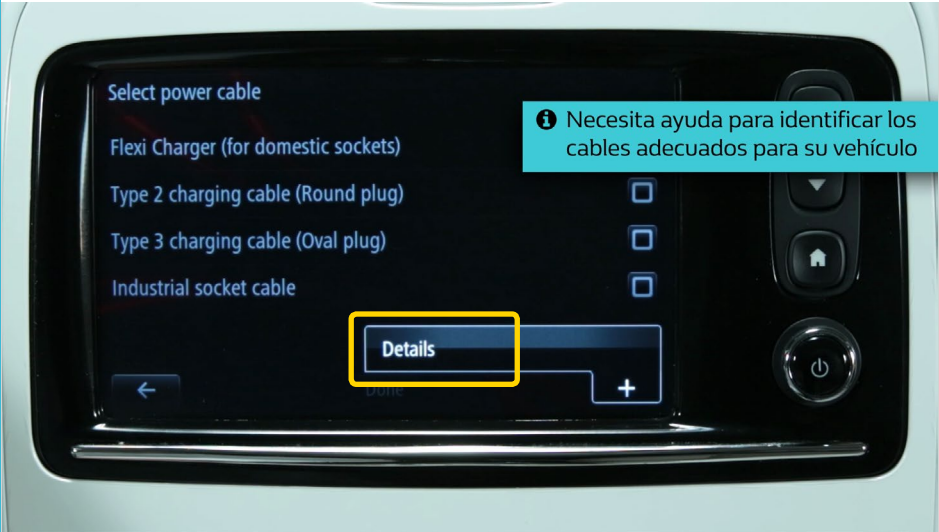 Select power cable
Necesita ayuda para identificar los
cables adecuados para su vehículo
Flexi Charger (for domestic sockets)
Type 2 charging cable (Round plug)
Type 3 charging cable (Oval plug)
Industrial socket cable
Details
Done